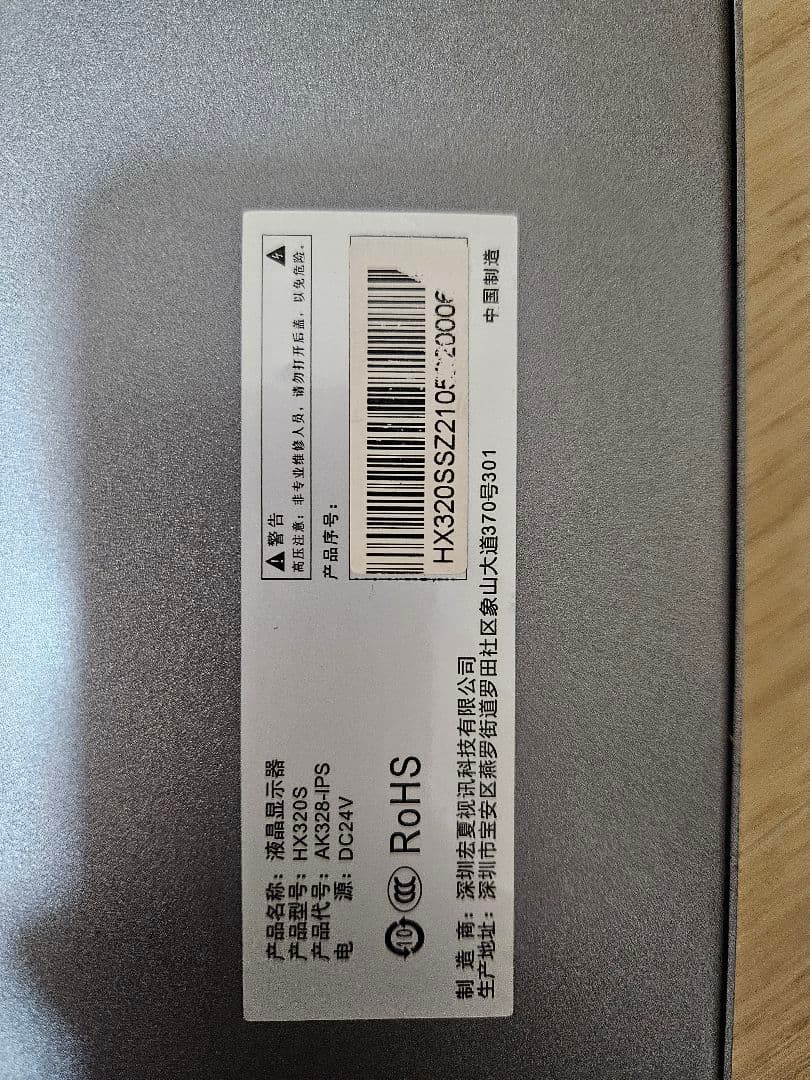 产品名称：液晶显示器
产品型号：HX320S
产品代号：AK328-IPS
电 源：DC24V
10 CCC RoHS
制 造 商：深圳宏夏视讯科技有限公司
生产地址：深圳市宝安区燕罗街道罗田社区象山大道370号301
警告
高压注意：非专业维修人员，请勿打开后盖，以免危险。
产品序号：
HX320SSZ2105
中国制造